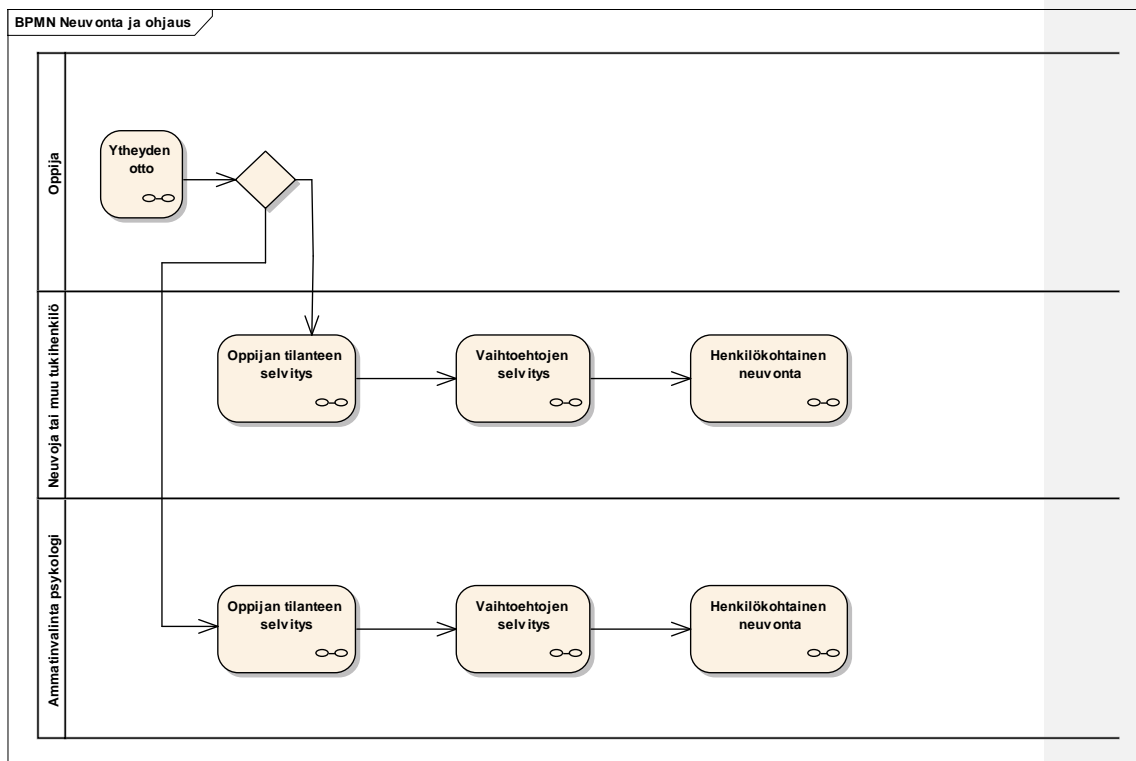 BPMN Neuvonta ja ohjaus
Oppija
Ytheyden
otto
Neuvoja tai muu tukihenkilö
Oppijan tilanteen
selvitys
Vaihtoehtojen
selvitys
Henkilökohtainen
neuvonta
Ammatinvalinta psykologi
Oppijan tilanteen
selvitys
Vaihtoehtojen
selvitys
Henkilökohtainen
neuvonta